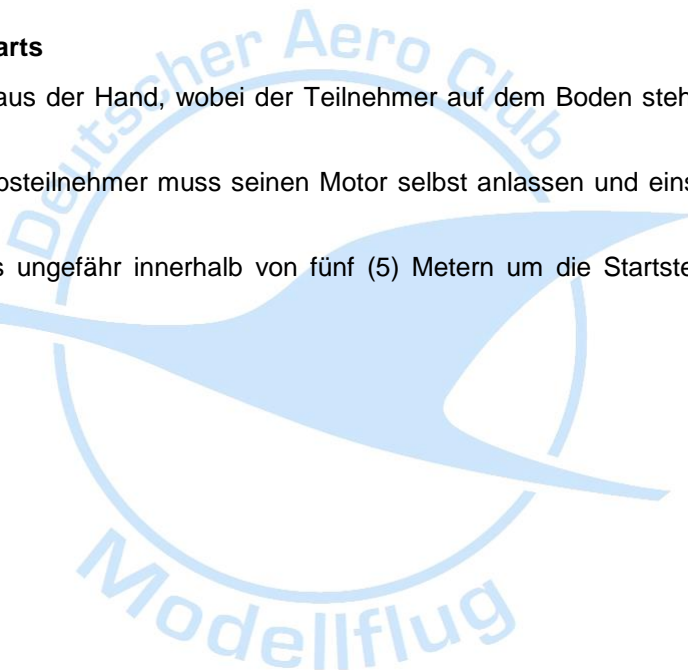 arts
Deutscher Aero Club
aus der Hand, wobei der Teilnehmer auf dem Boden steh
osteilnehmer muss seinen Motor selbst anlassen und eins
s ungefähr innerhalb von fünf (5) Metern um die Startste
Modellflug